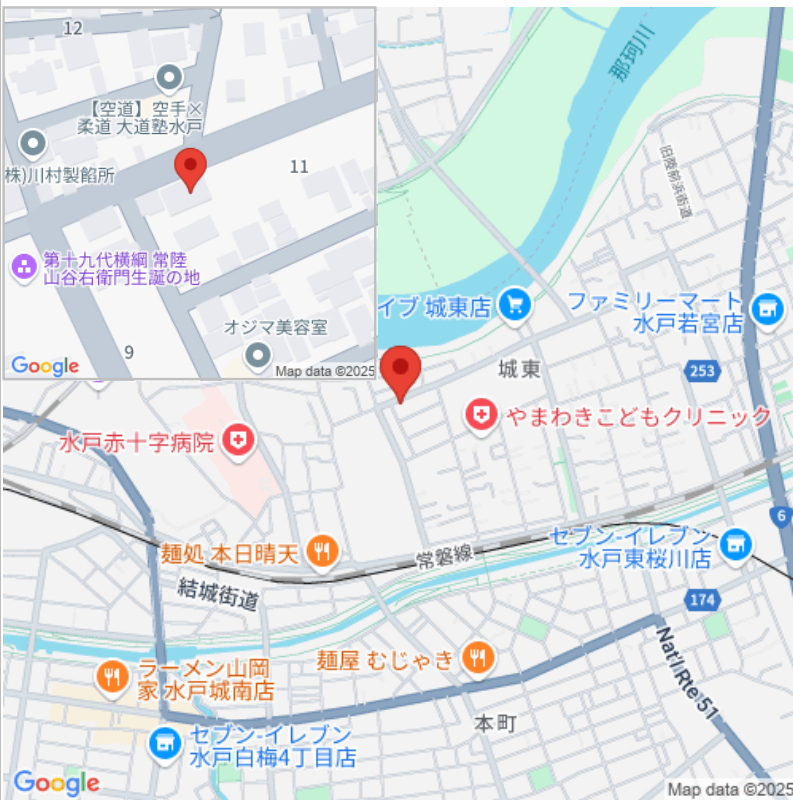 12
【空道】空手×
柔道 大道塾水戸
株)川村製餡所
11
第十九代横綱 常陸
山谷右衛門生誕の地
オジマ美容室
9
Google
Map data ©2025
那珂川
旧陸前浜街道
イブ 城東店
ファミリーマート
水戸若宮店
城東
253
やまわきこどもクリニック
水戸赤十字病院
6
セブン-イレブン
水戸東桜川店
麺処 本日晴天
常磐線
結城街道
174
麺屋 むじゃき
Nat'l Rte 51
ラーメン山岡
家 水戸城南店
本町
セブン-イレブン
水戸白梅4丁目店
Google
Map data ©2025